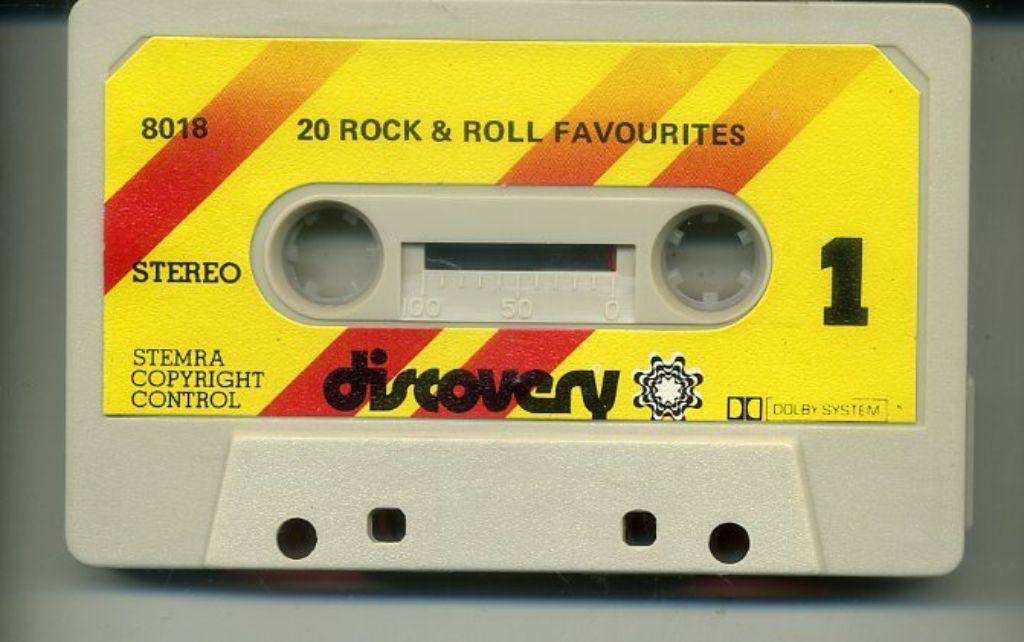 8018
20 ROCK & ROLL FAVOURITES
STEREO
100 50 0
1
STEMRA
COPYRIGHT
CONTROL
discovery
DOLBY SYSTEM